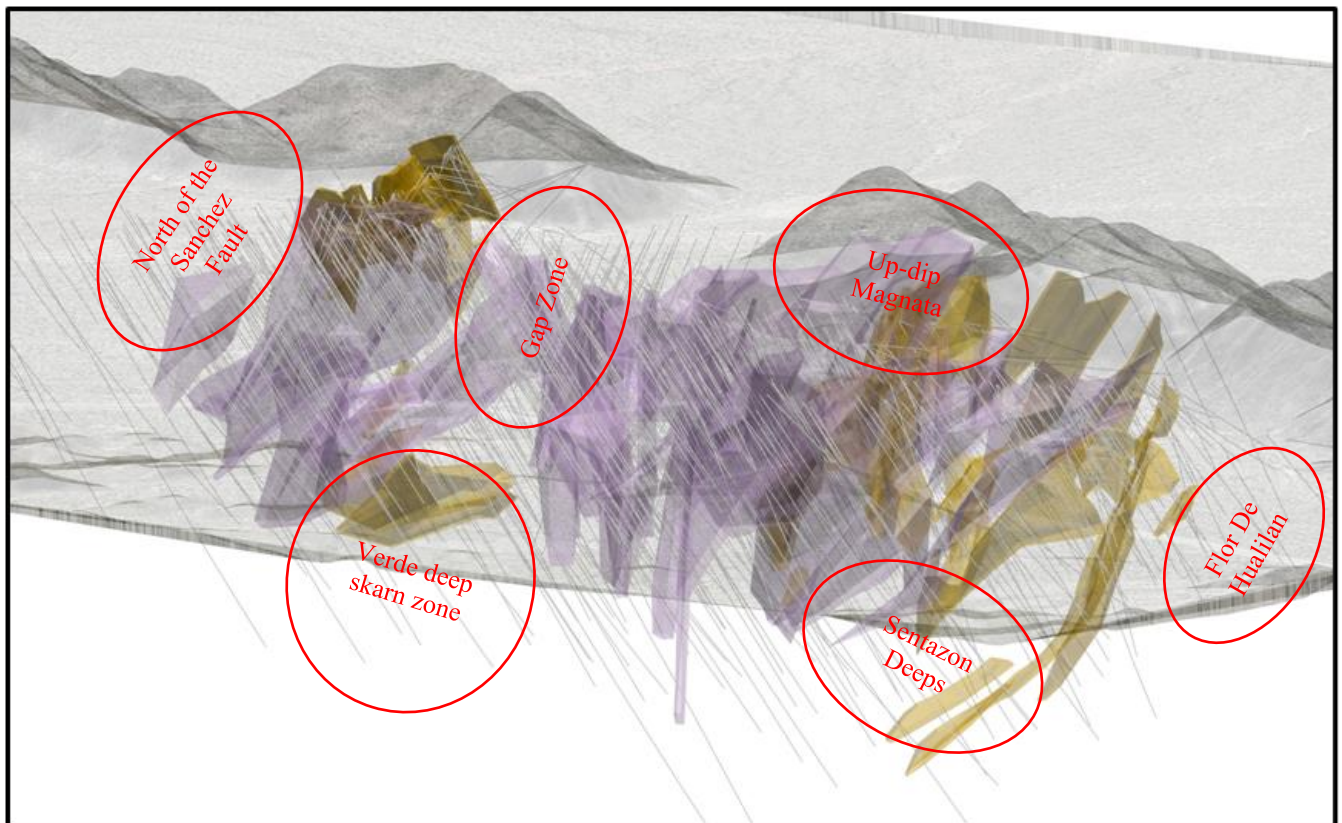 North of the
Sanchez
Fault
Gap Zone
Up-dip
Magnata
Verde deep
skarn zone
Sentazon
Deeps
Flor De
Hualilan